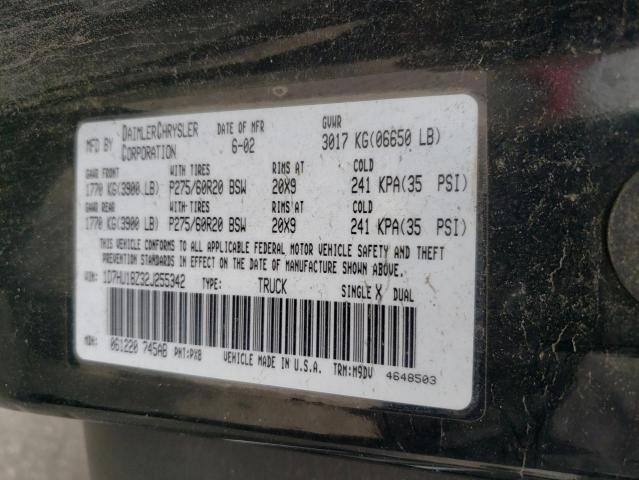 MFD BY DAIMLERCHRYSLER CORPORATION DATE OF MFR 6-02 GVWR 3017 KG(06650 LB)
GAWR FRONT WITH TIRES RIMS AT COLD
1770 KG(3900 LB) P275/60R20 BSW 20X9 241 KPA(35 PSI)
GAWR REAR WITH TIRES RIMS AT COLD
1770 KG(3900 LB) P275/60R20 BSW 20X9 241 KPA(35 PSI)
THIS VEHICLE CONFORMS TO ALL APPLICABLE FEDERAL MOTOR VEHICLE SAFETY AND THEFT
PREVENTION STANDARDS IN EFFECT ON THE DATE OF MANUFACTURE SHOWN ABOVE.
VIN: 1D7HU18Z32J255342 TYPE: TRUCK SINGLE X DUAL
MDH: 061220 745AB PNT:PX8 VEHICLE MADE IN U.S.A. TRM:M9DV 4648503